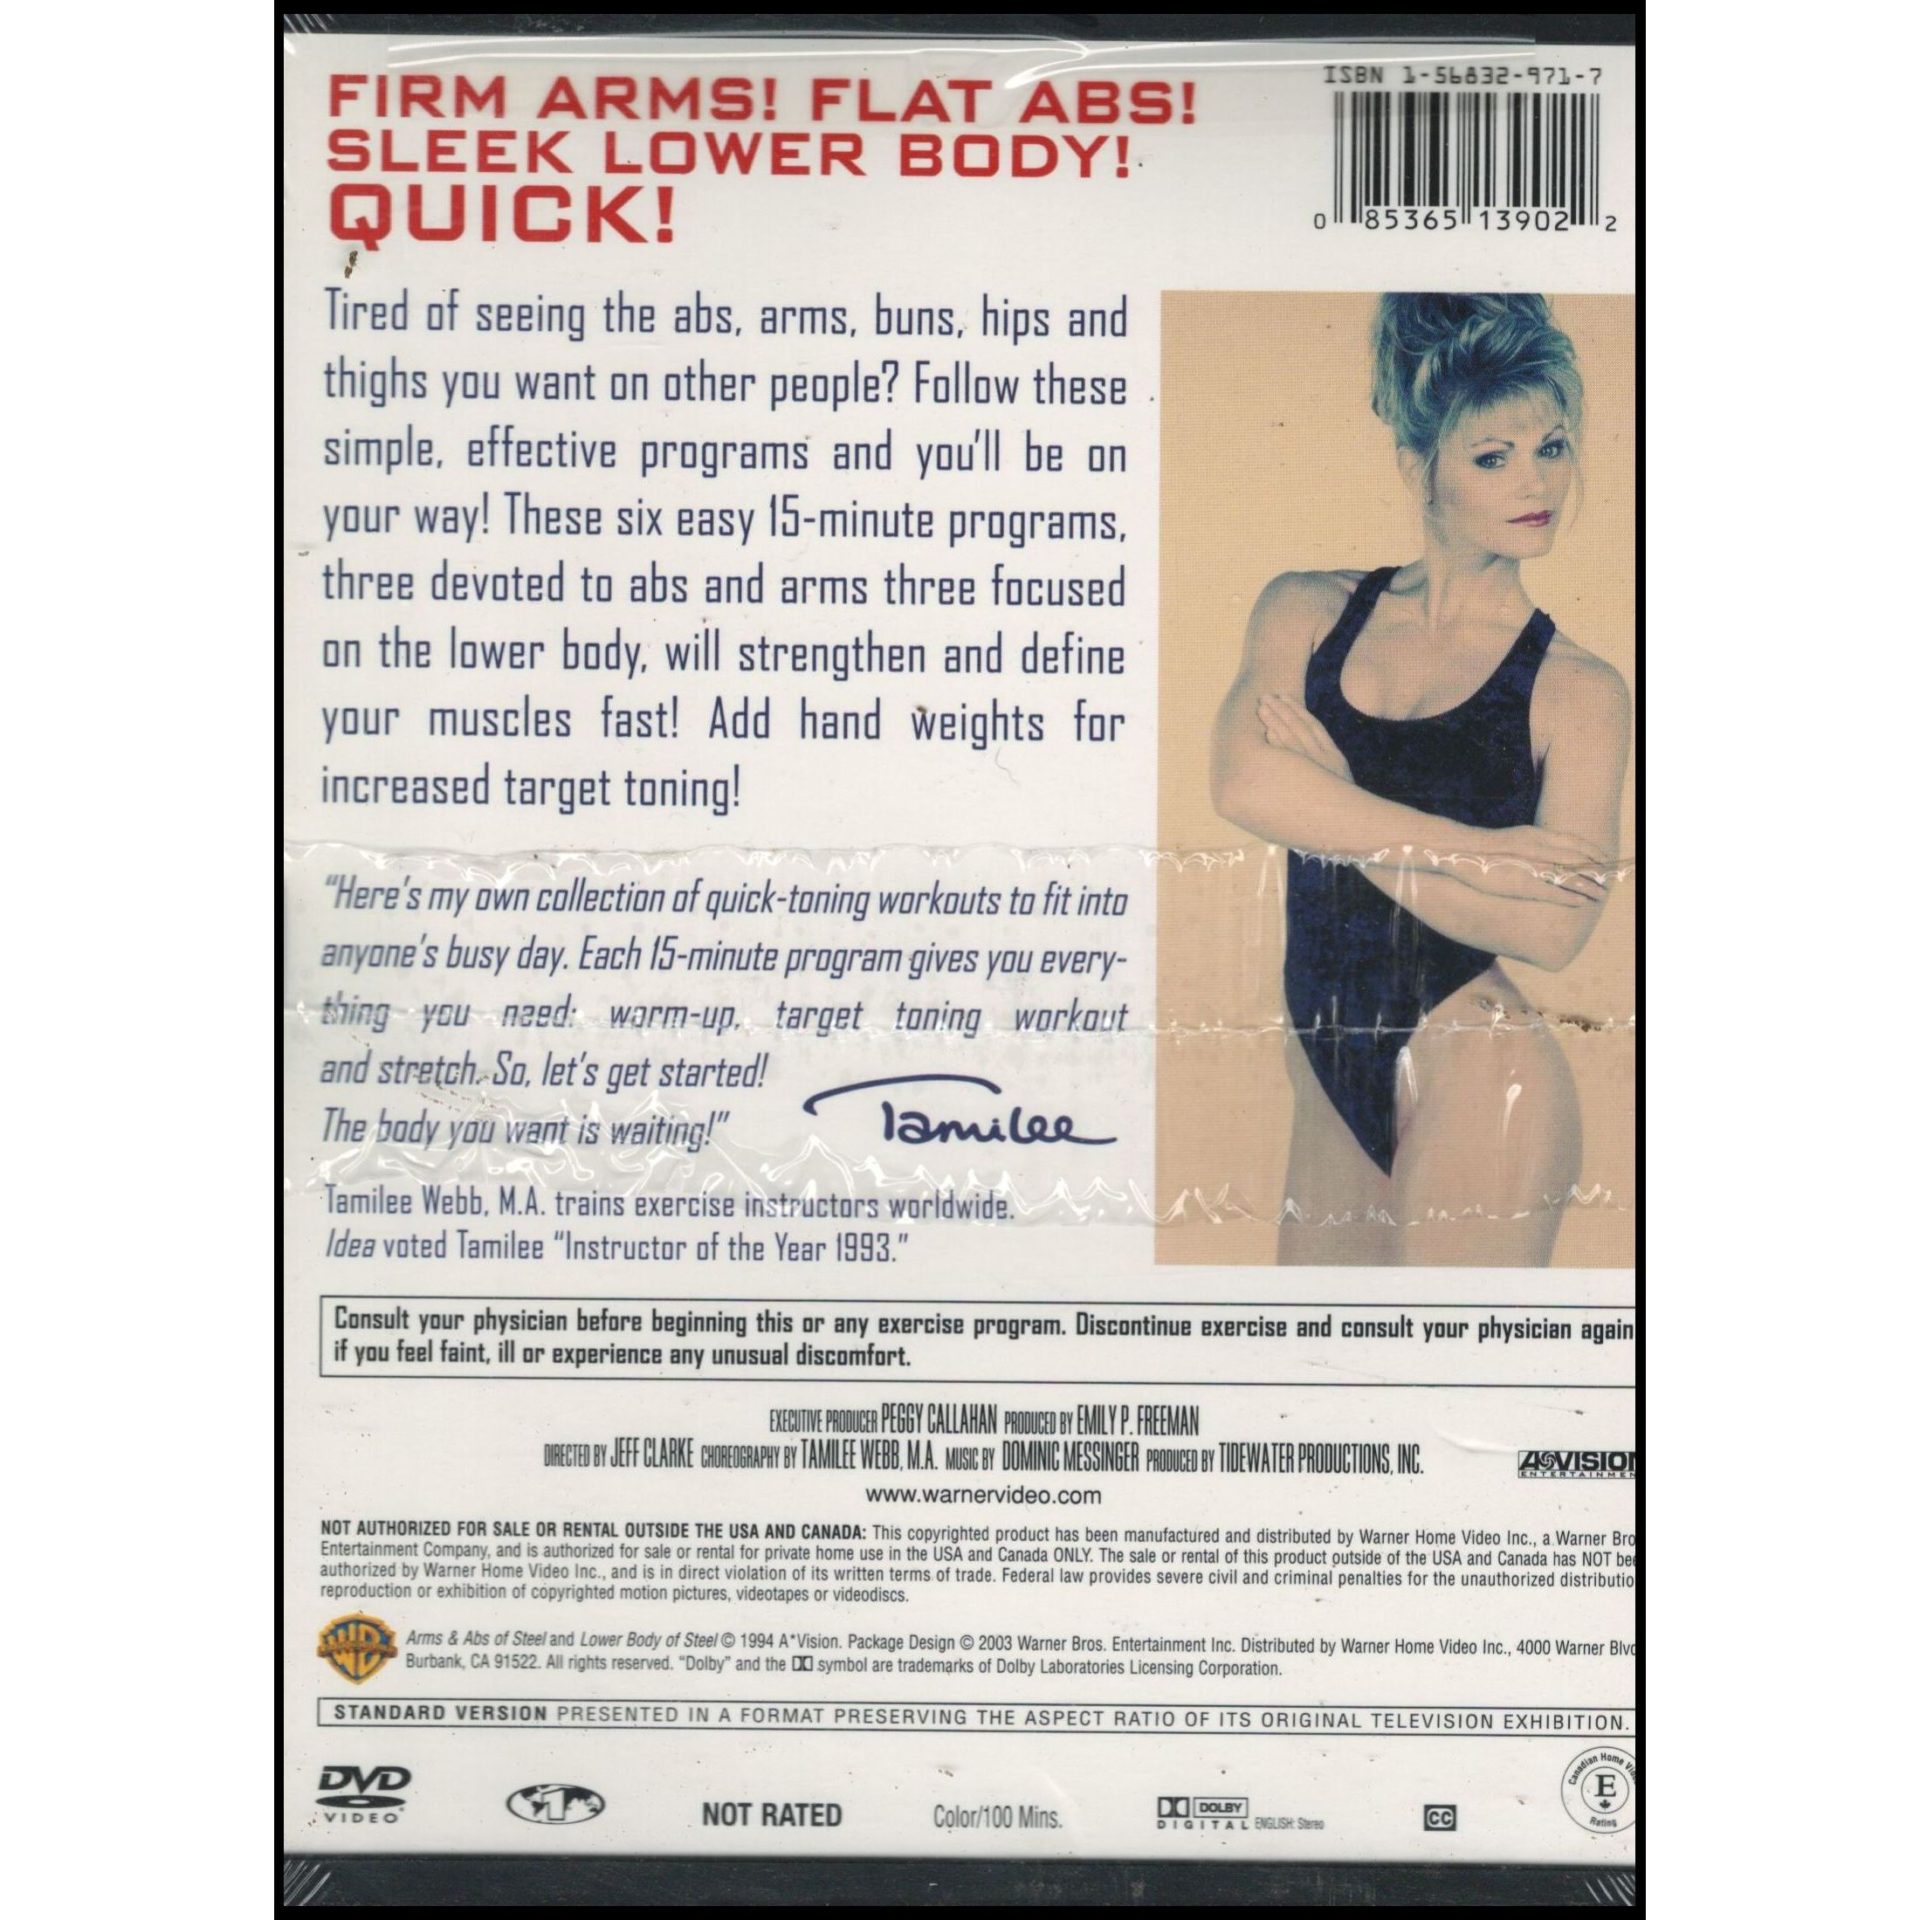 FIRM ARMS! FLAT ABS!
SLEEK LOWER BODY!
QUICK!
ISBN 1-56832-971-7
0 85365 13902 2
Tired of seeing the abs, arms, buns, hips and
thighs you want on other people? Follow these
simple, effective programs and you'll be on
your way! These six easy 15-minute programs,
three devoted to abs and arms three focused
on the lower body, will strengthen and define
your muscles fast! Add hand weights for
increased target toning!
"Here's my own collection of quick-toning workouts to fit into
anyone's busy day. Each 15-minute program gives you every-
thing you need: warm-up, target toning workout
and stretch. So, let's get started!
The body you want is waiting!"
Tamilee
Tamilee Webb, M.A. trains exercise instructors worldwide.
Idea voted Tamilee "Instructor of the Year 1993."
Consult your physician before beginning this or any exercise program. Discontinue exercise and consult your physician again
if you feel faint, ill or experience any unusual discomfort.
EXECUTIVE PRODUCER PEGGY CALLAHAN PRODUCED BY EMILY P. FREEMAN
DIRECTED BY JEFF CLARKE CHOREOGRAPHY BY TAMILEE WEBB, M.A. MUSIC BY DOMINIC MESSINGER PRODUCED BY TIDEWATER PRODUCTIONS, INC.
A*VISION
ENTERTAINMEN
www.warnervideo.com
NOT AUTHORIZED FOR SALE OR RENTAL OUTSIDE THE USA AND CANADA: This copyrighted product has been manufactured and distributed by Warner Home Video Inc., a Warner Bro
Entertainment Company, and is authorized for sale or rental for private home use in the USA and Canada ONLY. The sale or rental of this product outside of the USA and Canada has NOT bee
authorized by Warner Home Video Inc., and is in direct violation of its written terms of trade. Federal law provides severe civil and criminal penalties for the unauthorized distributio
reproduction or exhibition of copyrighted motion pictures, videotapes or videodiscs.
WB
Arms & Abs of Steel and Lower Body of Steel © 1994 A*Vision. Package Design © 2003 Warner Bros. Entertainment Inc. Distributed by Warner Home Video Inc., 4000 Warner Blvd
Burbank, CA 91522. All rights reserved. "Dolby" and the DD symbol are trademarks of Dolby Laboratories Licensing Corporation.
STANDARD VERSION PRESENTED IN A FORMAT PRESERVING THE ASPECT RATIO OF ITS ORIGINAL TELEVISION EXHIBITION.
DVD
VIDEO
1
NOT RATED
Color/100 Mins.
DOLBY
DIGITAL ENGLISH: Stereo
CC
Canadian Home Vide
E
Rating